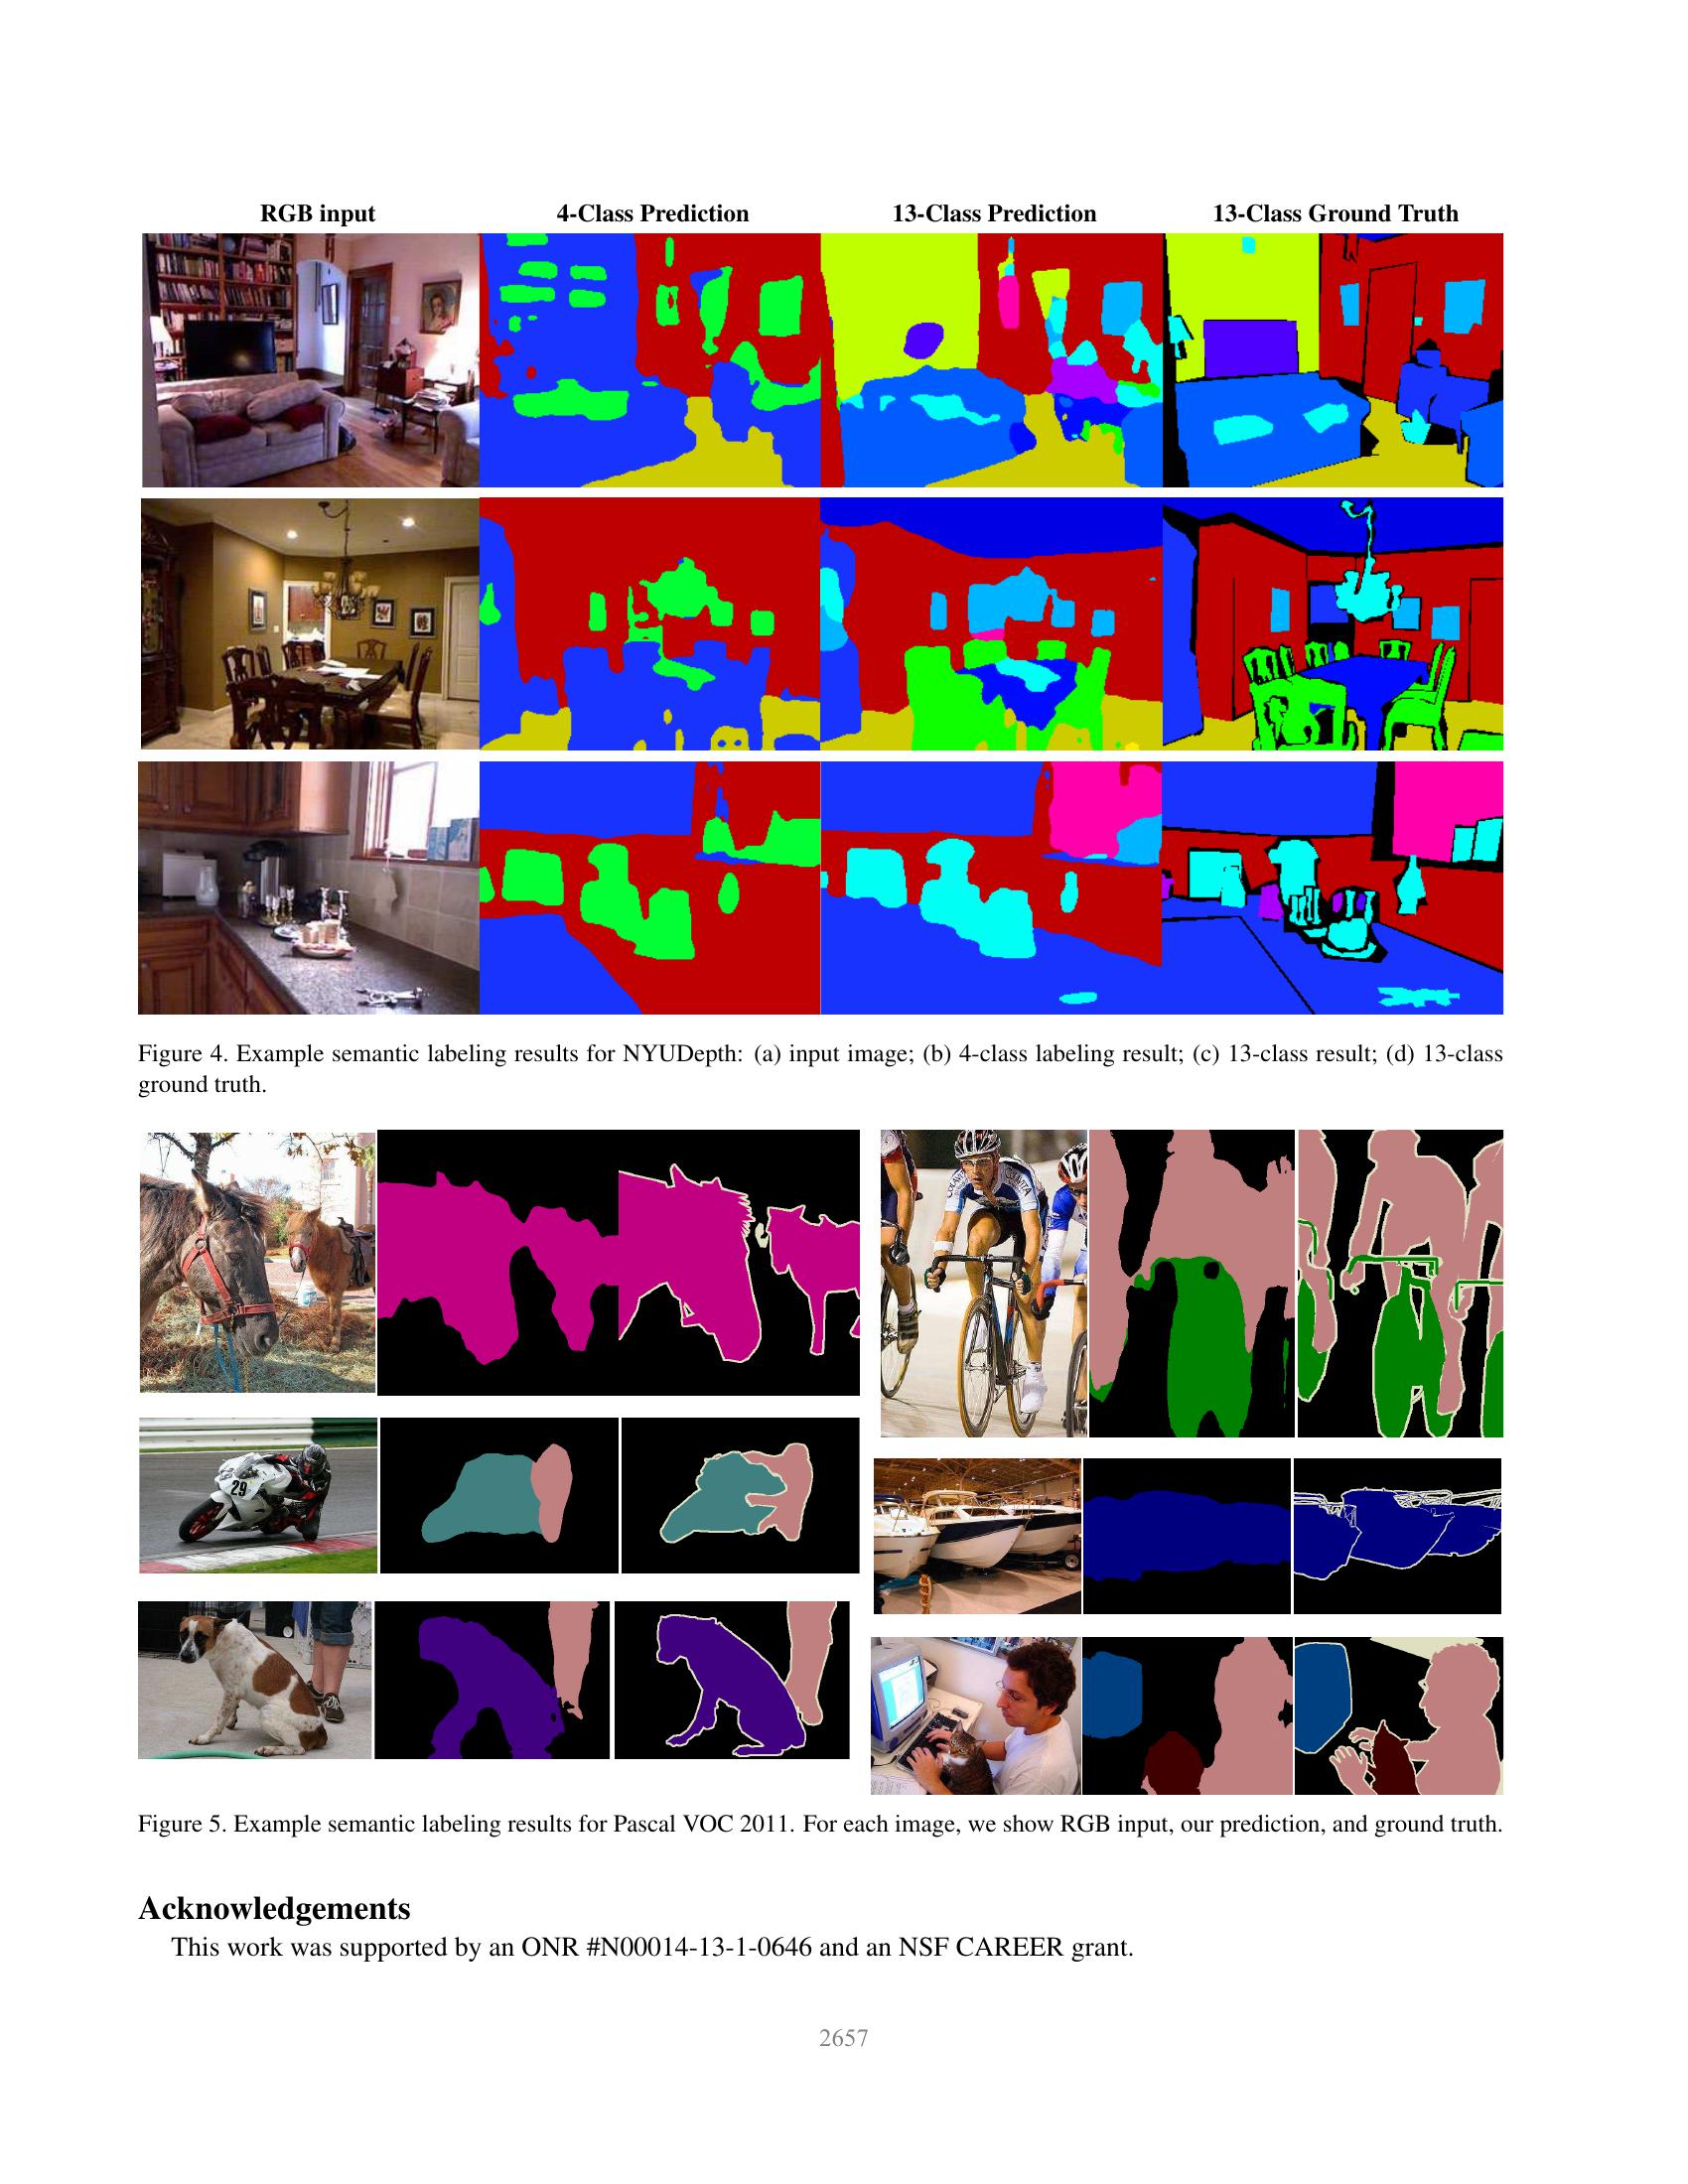 RGB input
4-Class Prediction
13-Class Prediction
13-Class Ground Truth
Figure 4. Example semantic labeling results for NYUDepth: (a) input image; (b) 4-class labeling result; (c) 13-class result; (d) 13-class
ground truth.
29
Figure 5. Example semantic labeling results for Pascal VOC 2011. For each image, we show RGB input, our prediction, and ground truth.
Acknowledgements
This work was supported by an ONR #N00014-13-1-0646 and an NSF CAREER grant.
2657